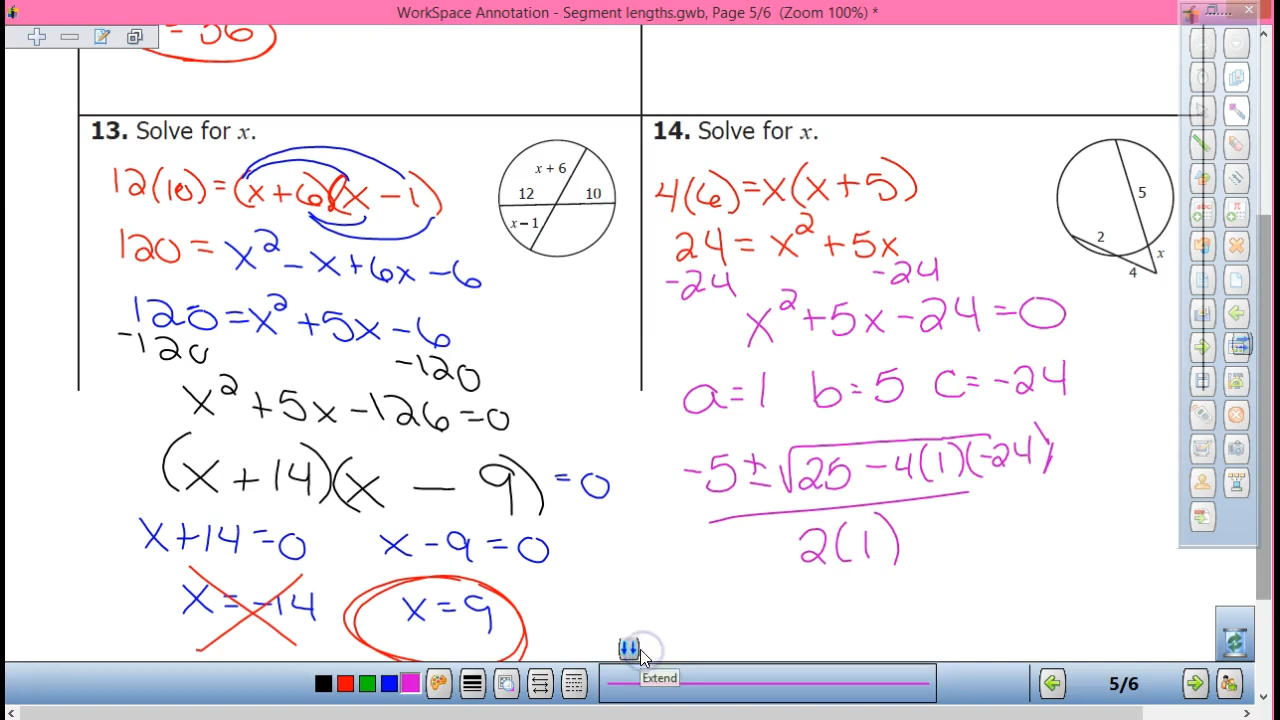 WorkSpace Annotation - Segment lengths.gwb, Page 5/6 (Zoom 100%) *
= 56
13. Solve for x.
12(10) = (x+6)(x - 1)
120 = x² - x + 6x - 6
120 = x² + 5x - 6
-120 -120
x² + 5x - 126 = 0
(x + 14)(x - 9) = 0
x + 14 = 0 x - 9 = 0
x = -14 x = 9
x + 6
12 10
x – 1
14. Solve for x.
4(6) = x(x + 5)
24 = x² + 5x
-24 -24
x² + 5x - 24 = 0
a = 1 b = 5 c = -24
-5 ± √25 - 4(1)(-24)
2(1)
5
2
x
4
Extend
5/6